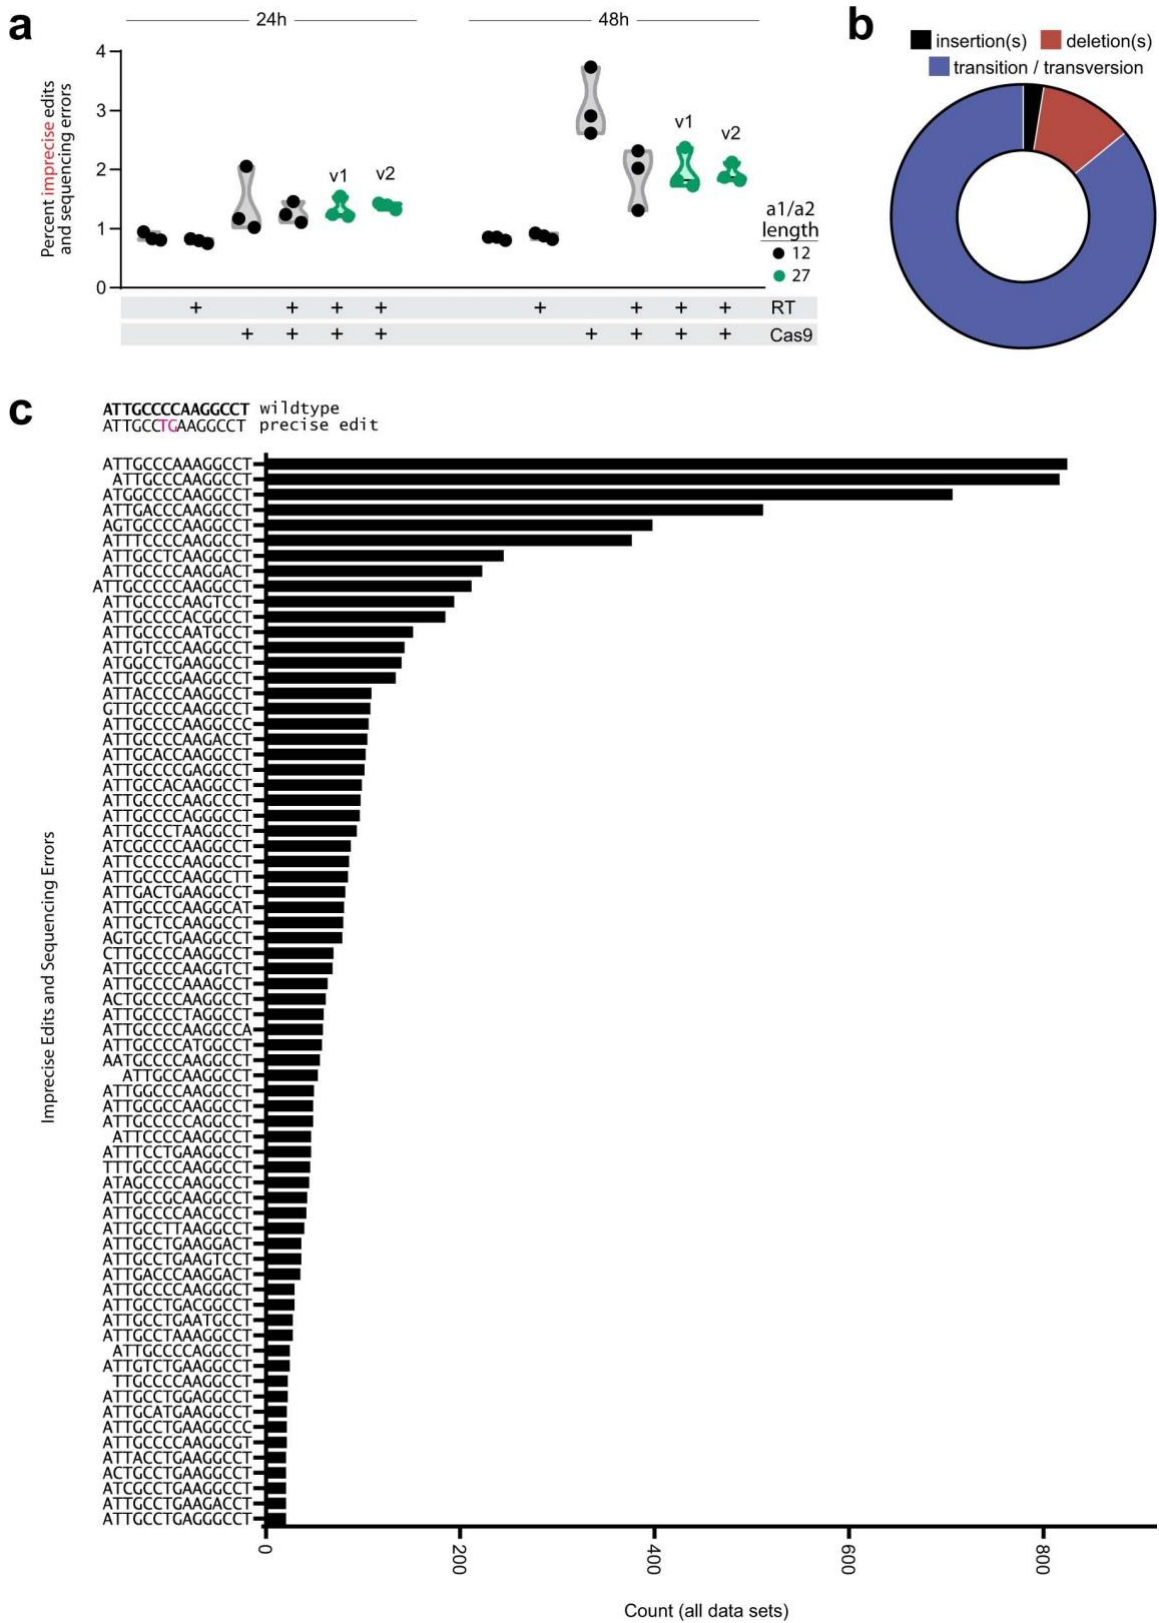 a
24h
48h
b
insertion(s)
deletion(s)
transition / transversion
Percent imprecise edits
and sequencing errors
4
3
2
1
0
v1
v2
v1
v2
a1/a2
length
12
27
+ + + + + + + + RT
+ + + + + + + + Cas9
c
ATTGCCCCAAGGCCT wildtype
ATTGCCTGAAGGCCT precise edit
Imprecise Edits and Sequencing Errors
ATTGCCCAAAGGCCT
ATTGCCCAAGGCCT
ATGGCCCCAAGGCCT
ATTGACCCAAGGCCT
AGTGCCCCAAGGCCT
ATTTCCCCAAGGCCT
ATTGCCTCAAGGCCT
ATTGCCCCAAGGACT
ATTGCCCCCAAGGCCT
ATTGCCCCAAGTCCT
ATTGCCCCACGGCCT
ATTGCCCCAATGCCT
ATTGTCCCAAGGCCT
ATGGCCTGAAGGCCT
ATTGCCCGAAGGCCT
ATTACCCCAAGGCCT
GTTGCCCCAAGGCCT
ATTGCCCCAAGGCCC
ATTGCCCCAAGACCT
ATTGCACCAAGGCCT
ATTGCCCCGAGGCCT
ATTGCCACAAGGCCT
ATTGCCCCAAGCCCT
ATTGCCCCAGGGCCT
ATTGCCCTAAGGCCT
ATCGCCCCAAGGCCT
ATTCCCCCAAGGCCT
ATTGCCCCAAGGCTT
ATTGACTGAAGGCCT
ATTGCCCCAAGGCAT
ATTGCTCCAAGGCCT
AGTGCCTGAAGGCCT
CTTGCCCCAAGGCCT
ATTGCCCCAAGGTCT
ATTGCCCCAAAGCCT
ACTGCCCCAAGGCCT
ATTGCCCCTAGGCCT
ATTGCCCCAAGGCCA
ATTGCCCCATGGCCT
AATGCCCCAAGGCCT
ATTGCCAAGGCCT
ATTGGCCCAAGGCCT
ATTGCGCCAAGGCCT
ATTGCCCCCAGGCCT
ATTCCCCAAGGCCT
ATTTCCTGAAGGCCT
TTTGCCCCAAGGCCT
ATAGCCCCAAGGCCT
ATTGCCCGCAAGGCCT
ATTGCCCCAACGCCT
ATTGCCTTAAGGCCT
ATTGCCTGAAGGACT
ATTGCCTGAAGTCCT
ATTGACCCAAGGACT
ATTGCCCCAAGGGCT
ATTGCCTGACGGCCT
ATTGCCTGAATGCCT
ATTGCCTAAAGGCCT
ATTGCCCCAGGCCT
ATTGTCTGAAGGCCT
TTGCCCCAAGGCCT
ATTGCCTGGAGGCCT
ATTGCATGAAGGCCT
ATTGCCTGAAGGCCC
ATTGCCCCAAGGCGT
ATTACCTGAAGGCCT
ACTGCCTGAAGGCCT
ATCGCCTGAAGGCCT
ATTGCCTGAAGACCT
ATTGCCTGAGGGCCT
0
200
400
600
800
Count (all data sets)